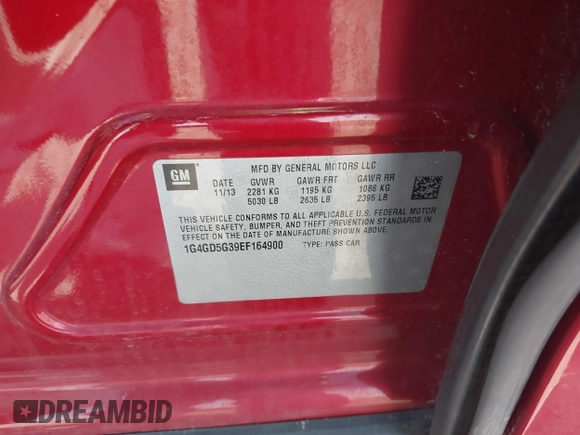 GM
MFD BY GENERAL MOTORS LLC
DATE GVWR GAWR FRT GAWR RR
11/13 2281 KG 1195 KG 1086 KG
5030 LB 2635 LB 2395 LB
THIS VEHICLE CONFORMS TO ALL APPLICABLE U.S. FEDERAL MOTOR
VEHICLE SAFETY, BUMPER, AND THEFT PREVENTION STANDARDS IN
EFFECT ON THE DATE OF MANUFACTURE SHOWN ABOVE.
1G4GD5G39EF164900 TYPE: PASS CAR
DREAMBID